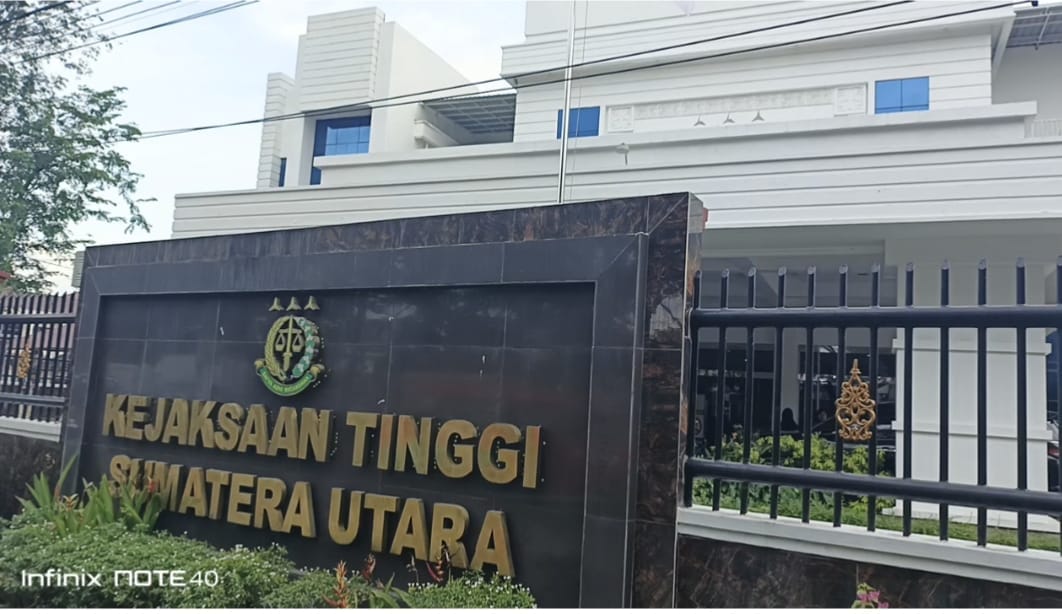 KEJAKSAAN TINGGI
SUMATERA UTARA
Infinix NOTE 40